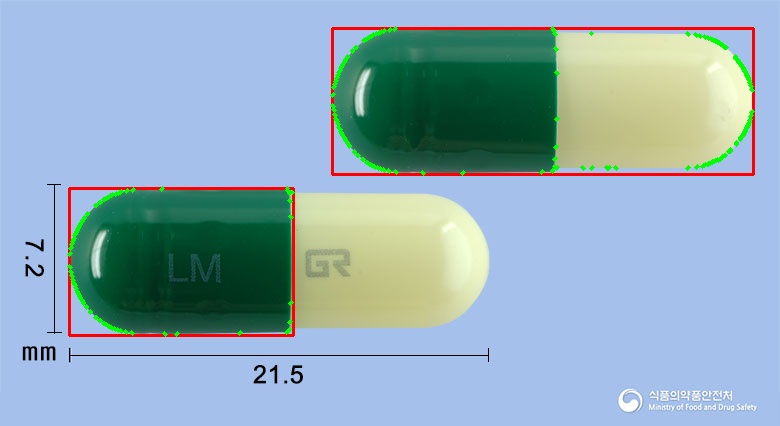 7.2
LM GR
mm
21.5
식품의약품안전처
Ministry of Food and Drug Safety